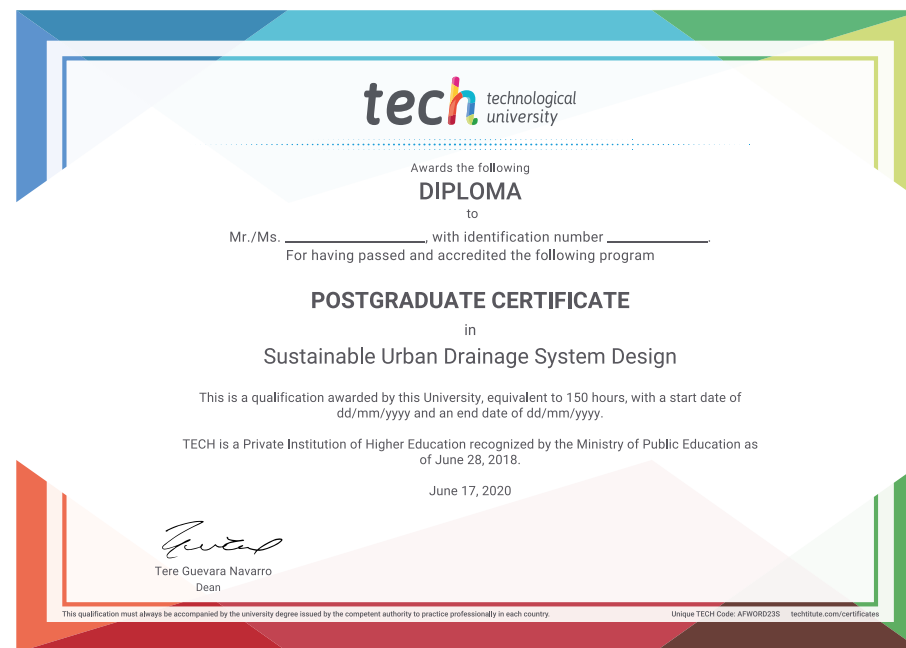 tech technological
university
Awards the following
DIPLOMA
to
Mr./Ms. ____________, with identification number ____________.
For having passed and accredited the following program
POSTGRADUATE CERTIFICATE
in
Sustainable Urban Drainage System Design
This is a qualification awarded by this University, equivalent to 150 hours, with a start date of
dd/mm/yyyy and an end date of dd/mm/yyyy.
TECH is a Private Institution of Higher Education recognized by the Ministry of Public Education as
of June 28, 2018.
June 17, 2020
Tere Guevara Navarro
Dean
This qualification must always be accompanied by the university degree issued by the competent authority to practice professionally in each country. Unique TECH Code: AFWORD23S techtitute.com/certificates